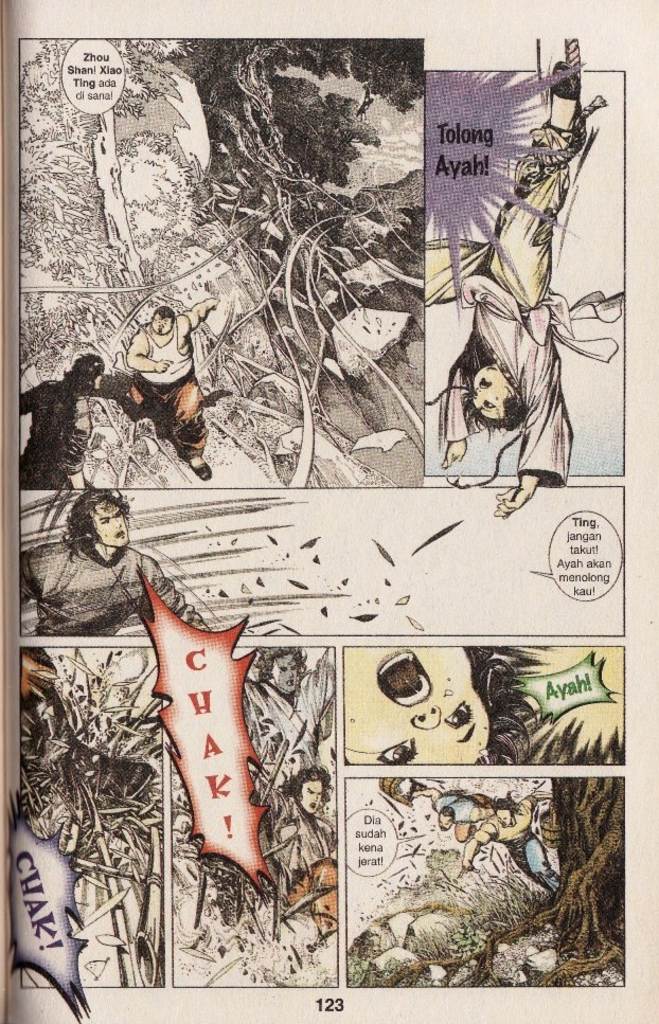 Zhou
Shan! Xiao
Ting ada
di sana!
Tolong
Ayah!
Ting,
jangan
takut!
Ayah akan
menolong
kau!
CHAK!
CHAK!
Ayah!
Dia
sudah
kena
jerat!
123